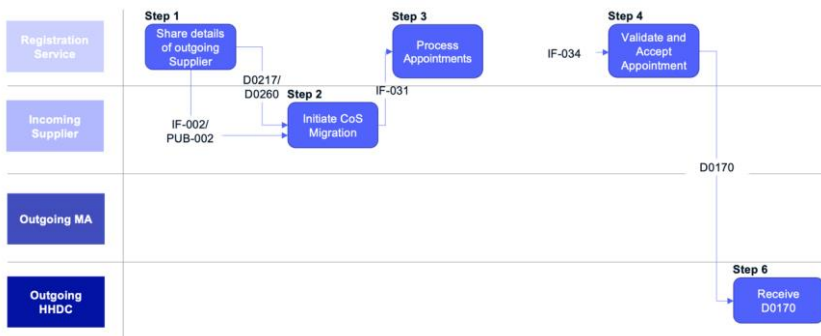 Step 1
Step 3
Step 4
Registration
Service
Share details
of outgoing
Supplier
Process
Appointments
IF-034
Validate and
Accept
Appointment
D0217/
D0260
Step 2
IF-031
Incoming
Supplier
IF-002/
PUB-002
Initiate CoS
Migration
D0170
Outgoing MA
Step 6
Outgoing
HHDC
Receive
D0170